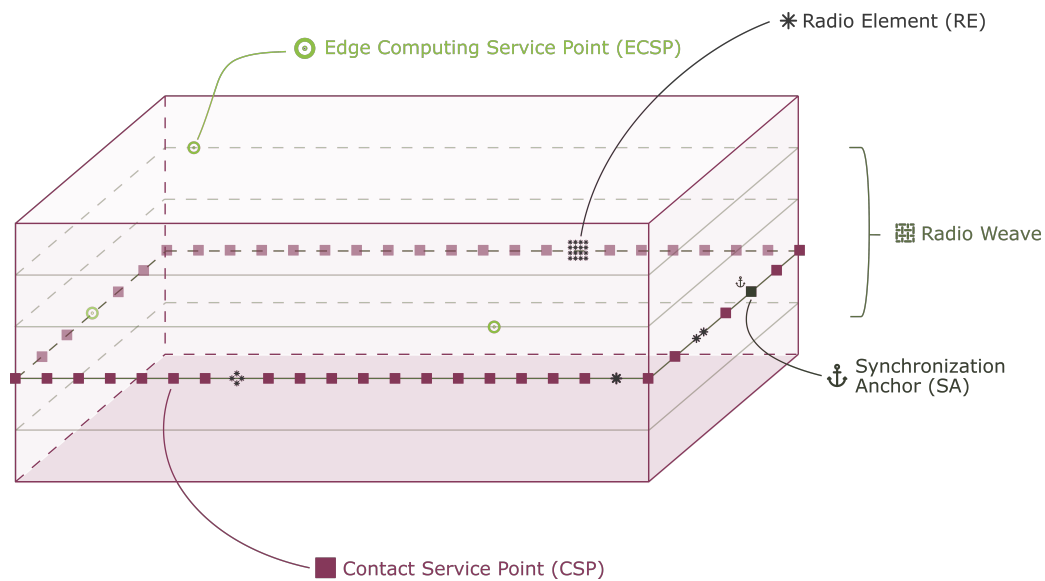 Radio Element (RE)
Edge Computing Service Point (ECSP)
Radio Weave
Synchronization
Anchor (SA)
Contact Service Point (CSP)